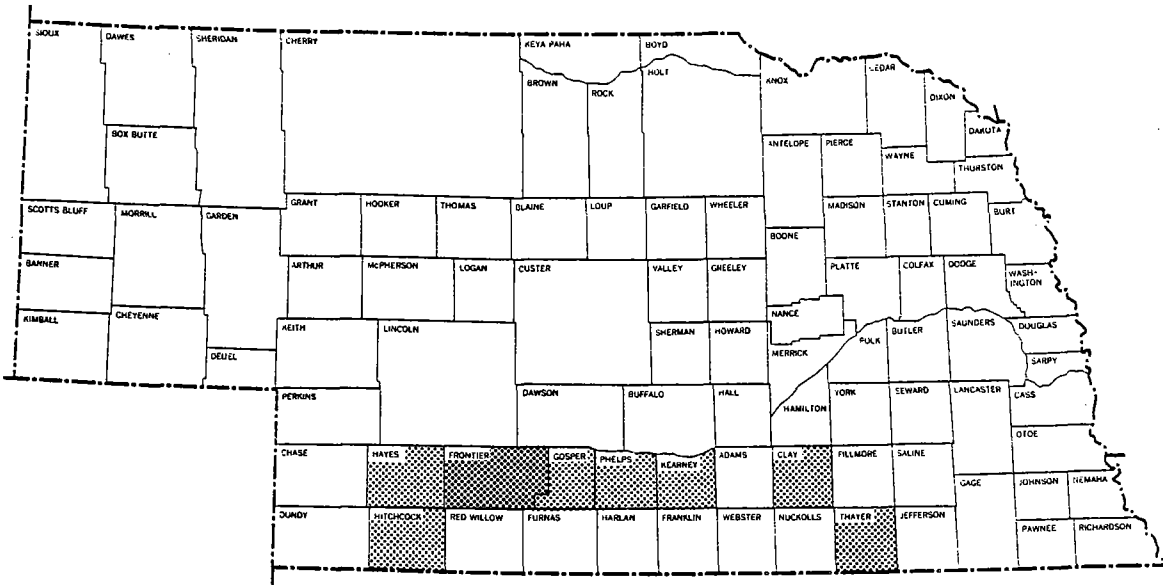 SIOUX
DAWES
SHERIDAN
CHERRY
KEYA PAHA
BOYD
BROWN
ROCK
HOLT
KNOX
CEDAR
DIXON
DAKOTA
BOX BUTTE
ANTELOPE
PIERCE
WAYNE
THURSTON
SCOTTS BLUFF
MORRILL
GARDEN
GRANT
HOOKER
THOMAS
BLAINE
LOUP
GARFIELD
WHEELER
MADISON
STANTON
CUMING
BURT
BOONE
BANNER
ARTHUR
McPHERSON
LOGAN
CUSTER
VALLEY
GREELEY
PLATTE
COLFAX
DODGE
WASH-
INGTON
KIMBALL
CHEYENNE
NANCE
KEITH
LINCOLN
SHERMAN
HOWARD
MERRICK
POLK
BUTLER
SAUNDERS
DOUGLAS
DEUEL
SARPY
PERKINS
DAWSON
BUFFALO
HALL
HAMILTON
YORK
SEWARD
LANCASTER
CASS
OTOE
CHASE
HAYES
FRONTIER
GOSPER
PHELPS
KEARNEY
ADAMS
CLAY
FILLMORE
SALINE
GAGE
JOHNSON
NEMAHA
DUNDY
HITCHCOCK
RED WILLOW
FURNAS
HARLAN
FRANKLIN
WEBSTER
NUCKOLLS
THAYER
JEFFERSON
PAWNEE
RICHARDSON